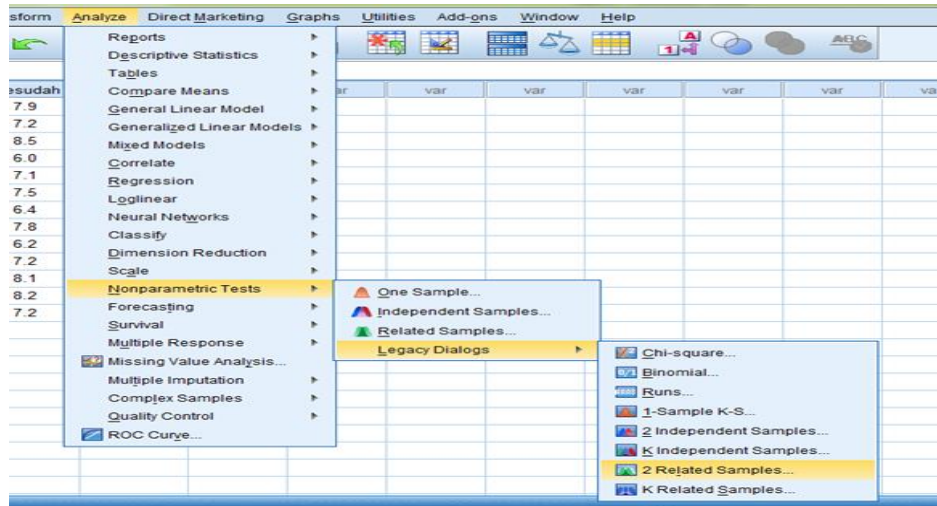 sform Analyze Direct Marketing Graphs Utilities Add-ons Window Help
Reports
Descriptive Statistics
Tables
esudah Compare Means ar var var var var var va
7.9 General Linear Model
7.2 Generalized Linear Models
8.5 Mixed Models
6.0 Correlate
7.1 Regression
7.5 Loglinear
6.4 Neural Networks
7.8 Classify
6.2 Dimension Reduction
7.2 Scale
8.1 Nonparametric Tests
8.2 Forecasting
7.2 Survival
Multiple Response
Missing Value Analysis...
Multiple Imputation
Complex Samples
Quality Control
ROC Curve...
One Sample...
Independent Samples...
Related Samples...
Legacy Dialogs
Chi-square...
Binomial...
Runs...
1-Sample K-S...
2 Independent Samples...
K Independent Samples...
2 Related Samples...
K Related Samples...
A
1
ABC